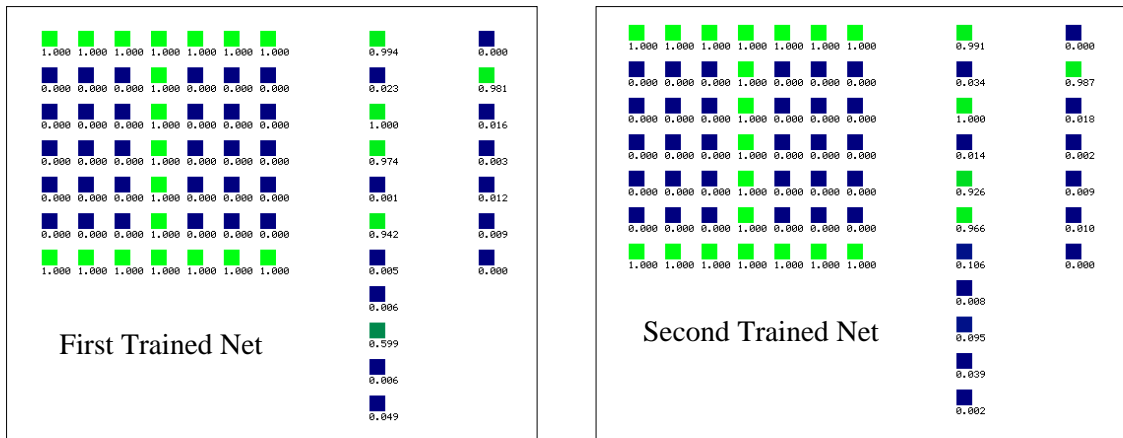 1.000 1.000 1.000 1.000 1.000 1.000 1.000 0.994 0.000
0.000 0.000 0.000 1.000 0.000 0.000 0.000 0.023 0.981
0.000 0.000 0.000 1.000 0.000 0.000 0.000 1.000 0.016
0.000 0.000 0.000 1.000 0.000 0.000 0.000 0.974 0.003
0.000 0.000 0.000 1.000 0.000 0.000 0.000 0.001 0.012
0.000 0.000 0.000 1.000 0.000 0.000 0.000 0.942 0.009
1.000 1.000 1.000 1.000 1.000 1.000 1.000 0.005 0.000
0.006
0.599
0.006
0.049
First Trained Net
1.000 1.000 1.000 1.000 1.000 1.000 1.000 0.991 0.000
0.000 0.000 0.000 1.000 0.000 0.000 0.000 0.034 0.987
0.000 0.000 0.000 1.000 0.000 0.000 0.000 1.000 0.018
0.000 0.000 0.000 1.000 0.000 0.000 0.000 0.014 0.002
0.000 0.000 0.000 1.000 0.000 0.000 0.000 0.926 0.009
0.000 0.000 0.000 1.000 0.000 0.000 0.000 0.966 0.010
1.000 1.000 1.000 1.000 1.000 1.000 1.000 0.106 0.000
0.008
0.095
0.039
0.002
Second Trained Net